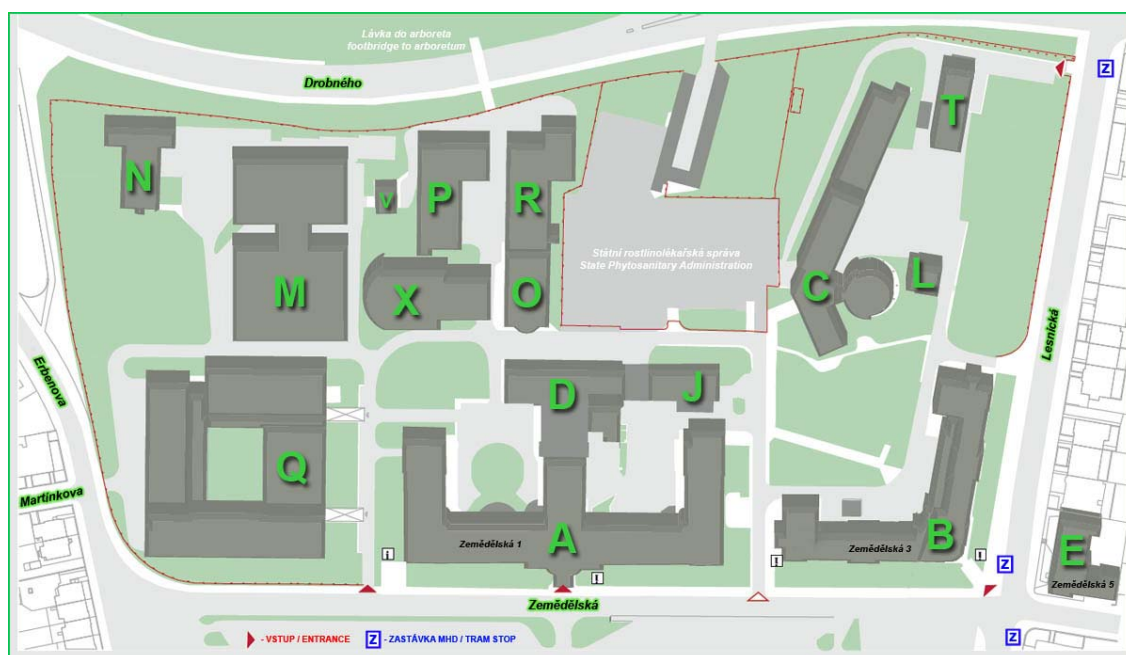 Lávka do arboreta
footbridge to arboretum
Drobného
Z
T
N
V
P
R
Státní rostlinolékařská správa
State Phytosanitary Administration
M
X
O
C
L
Lesnická
Erbenova
D
J
Q
Martínkova
Zemědělská 1
A
Zemědělská 3
B
E
Zemědělská 5
i
i
i
i
Z
Zemědělská
- VSTUP / ENTRANCE
Z - ZASTÁVKA MHD / TRAM STOP
Z